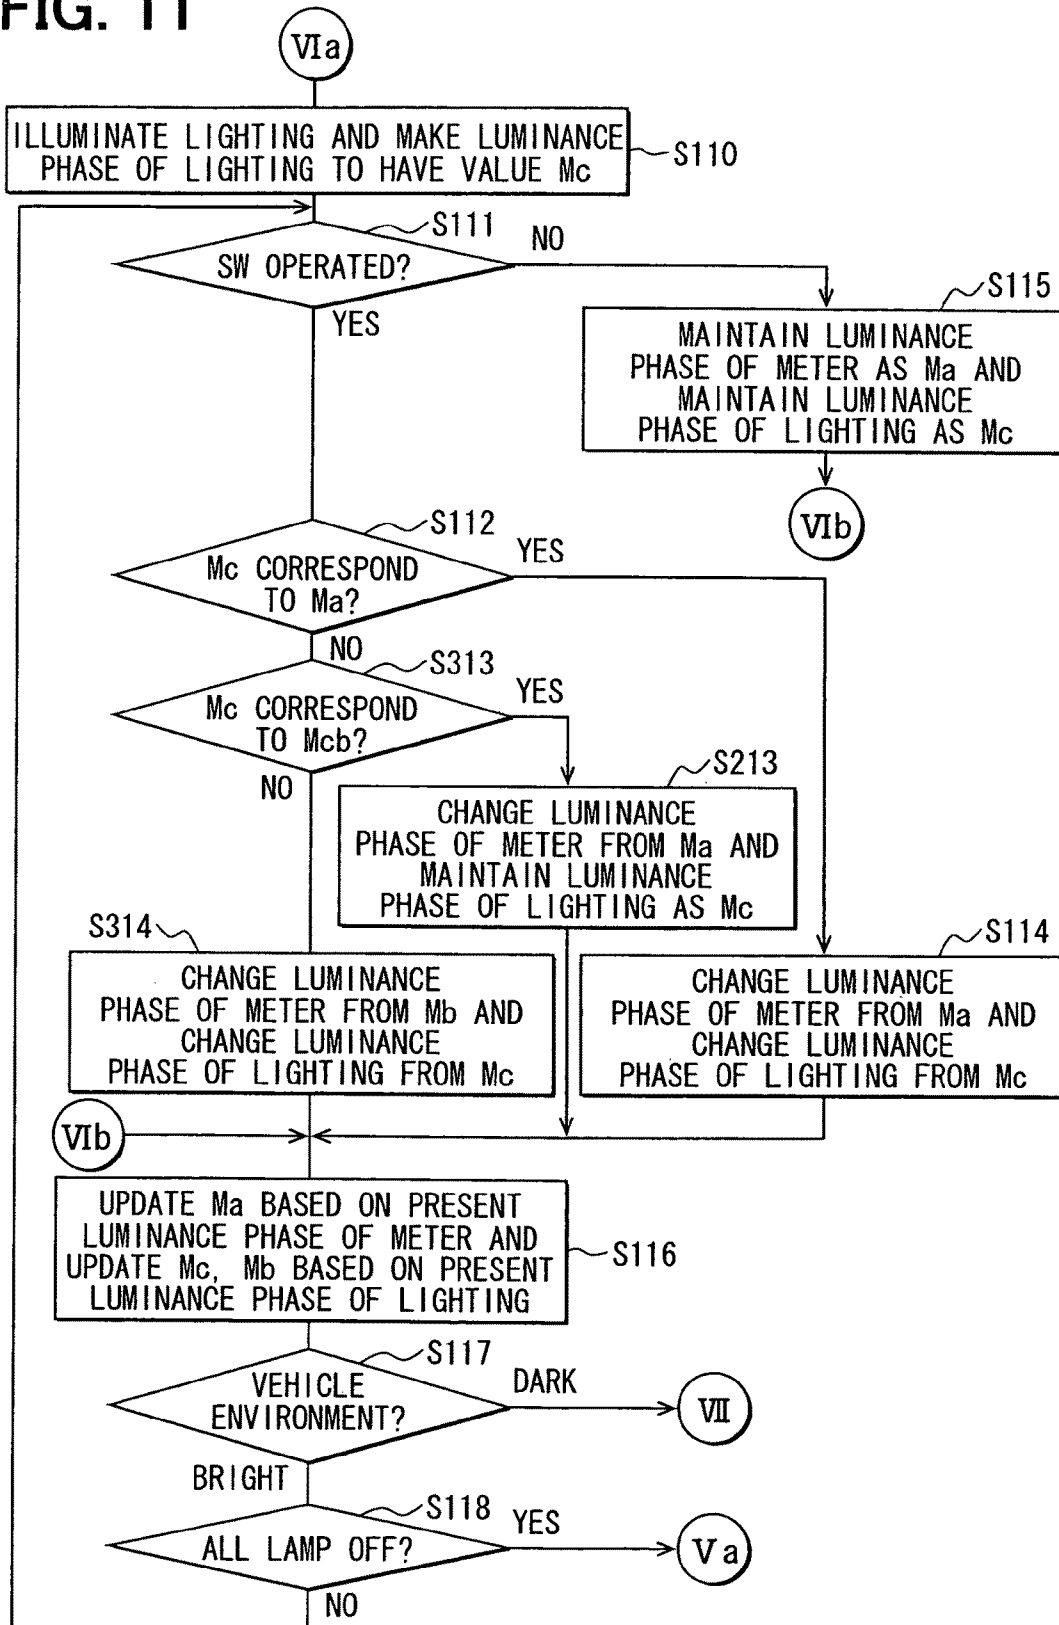 FIG. 11
VIa
ILLUMINATE LIGHTING AND MAKE LUMINANCE
PHASE OF LIGHTING TO HAVE VALUE Mc
S110
S111
SW OPERATED?
NO
YES
S115
MAINTAIN LUMINANCE
PHASE OF METER AS Ma AND
MAINTAIN LUMINANCE
PHASE OF LIGHTING AS Mc
VIb
S112
Mc CORRESPOND
TO Ma?
YES
NO
S313
Mc CORRESPOND
TO Mcb?
YES
NO
S213
CHANGE LUMINANCE
PHASE OF METER FROM Ma AND
MAINTAIN LUMINANCE
PHASE OF LIGHTING AS Mc
S314
CHANGE LUMINANCE
PHASE OF METER FROM Mb AND
CHANGE LUMINANCE
PHASE OF LIGHTING FROM Mc
S114
CHANGE LUMINANCE
PHASE OF METER FROM Ma AND
CHANGE LUMINANCE
PHASE OF LIGHTING FROM Mc
VIb
UPDATE Ma BASED ON PRESENT
LUMINANCE PHASE OF METER AND
UPDATE Mc, Mb BASED ON PRESENT
LUMINANCE PHASE OF LIGHTING
S116
S117
VEHICLE
ENVIRONMENT?
DARK
VII
BRIGHT
S118
ALL LAMP OFF?
YES
Va
NO